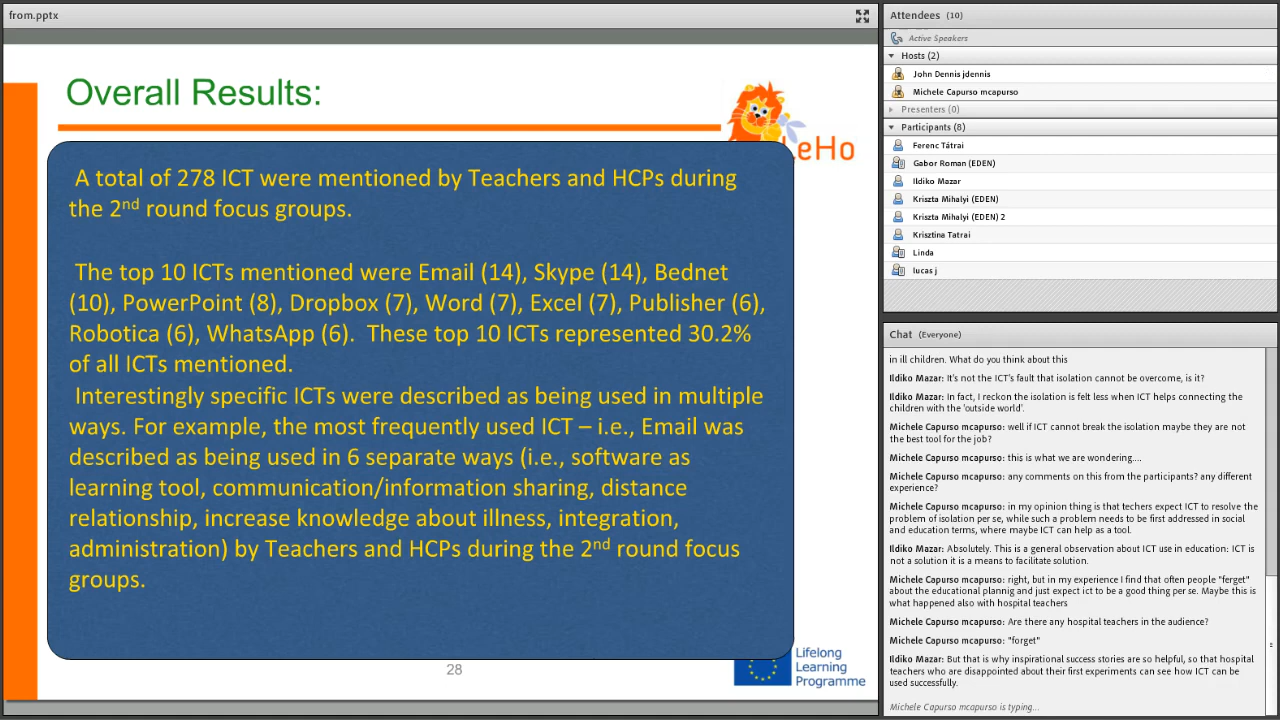 from.pptx
Overall Results:
LeHo
A total of 278 ICT were mentioned by Teachers and HCPs during
the 2nd round focus groups.
The top 10 ICTs mentioned were Email (14), Skype (14), Bednet
(10), PowerPoint (8), Dropbox (7), Word (7), Excel (7), Publisher (6),
Robotica (6), WhatsApp (6). These top 10 ICTs represented 30.2%
of all ICTs mentioned.
Interestingly specific ICTs were described as being used in multiple
ways. For example, the most frequently used ICT – i.e., Email was
described as being used in 6 separate ways (i.e., software as
learning tool, communication/information sharing, distance
relationship, increase knowledge about illness, integration,
administration) by Teachers and HCPs during the 2nd round focus
groups.
28
Lifelong
Learning
Programme
Attendees (10)
Active Speakers
Hosts (2)
John Dennis jdennis
Michele Capurso mcapurso
Presenters (0)
Participants (8)
Ferenc Tátrai
Gabor Roman (EDEN)
Ildiko Mazar
Kriszta Mihalyi (EDEN)
Kriszta Mihalyi (EDEN) 2
Krisztina Tatrai
Linda
lucas j
Chat (Everyone)
in ill children. What do you think about this
Ildiko Mazar: It's not the ICT's fault that isolation cannot be overcome, is it?
Ildiko Mazar: In fact, I reckon the isolation is felt less when ICT helps connecting the
children with the 'outside world'.
Michele Capurso mcapurso: well if ICT cannot break the isolation maybe they are not
the best tool for the job?
Michele Capurso mcapurso: this is what we are wondering....
Michele Capurso mcapurso: any comments on this from the participants? any different
experience?
Michele Capurso mcapurso: in my opinion thing is that techers expect ICT to resolve the
problem of isolation per se, while such a problem needs to be first addressed in social
and education terms, where maybe ICT can help as a tool.
Ildiko Mazar: Absolutely. This is a general observation about ICT use in education: ICT is
not a solution it is a means to facilitate solution.
Michele Capurso mcapurso: right, but in my experience I find that often people "ferget"
about the educational plannig and just expect ict to be a good thing per se. Maybe this is
what happened also with hospital teachers
Michele Capurso mcapurso: Are there any hospital teachers in the audience?
Michele Capurso mcapurso: "forget"
Ildiko Mazar: But that is why inspirational success stories are so helpful, so that hospital
teachers who are disappointed about their first experiments can see how ICT can be
used successfully.
Michele Capurso mcapurso is typing...